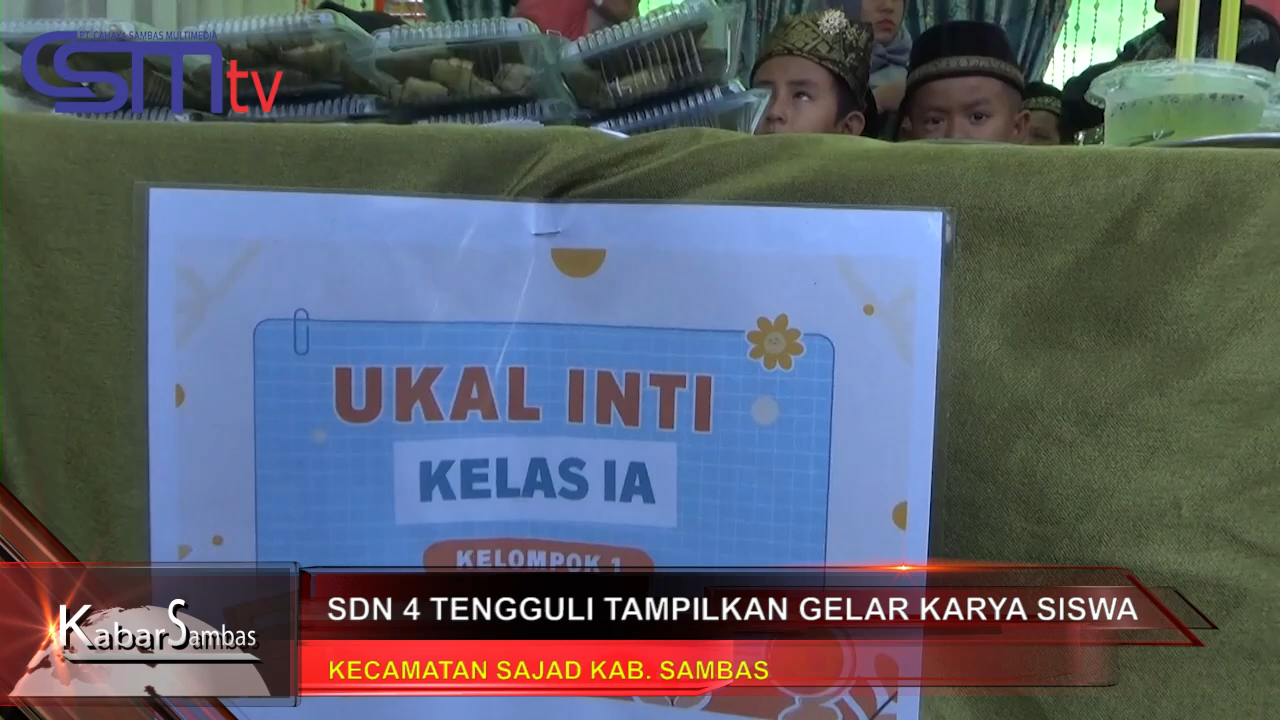 PT. CAHAYA SAMBAS MULTIMEDIA
CSMtv
UKAL INTI
KELAS IA
KELOMPOK 1
SDN 4 TENGGULI TAMPILKAN GELAR KARYA SISWA
KabarSambas
KECAMATAN SAJAD KAB. SAMBAS